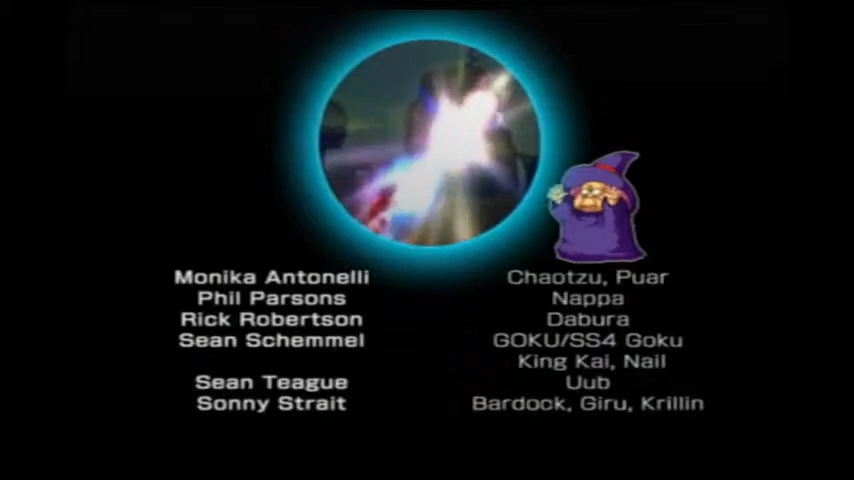 Monika Antonelli Chaotzu, Puar
Phil Parsons Nappa
Rick Robertson Dabura
Sean Schemmel GOKU/SS4 Goku
King Kai, Nail
Sean Teague Uub
Sonny Strait Bardock, Giru, Krillin